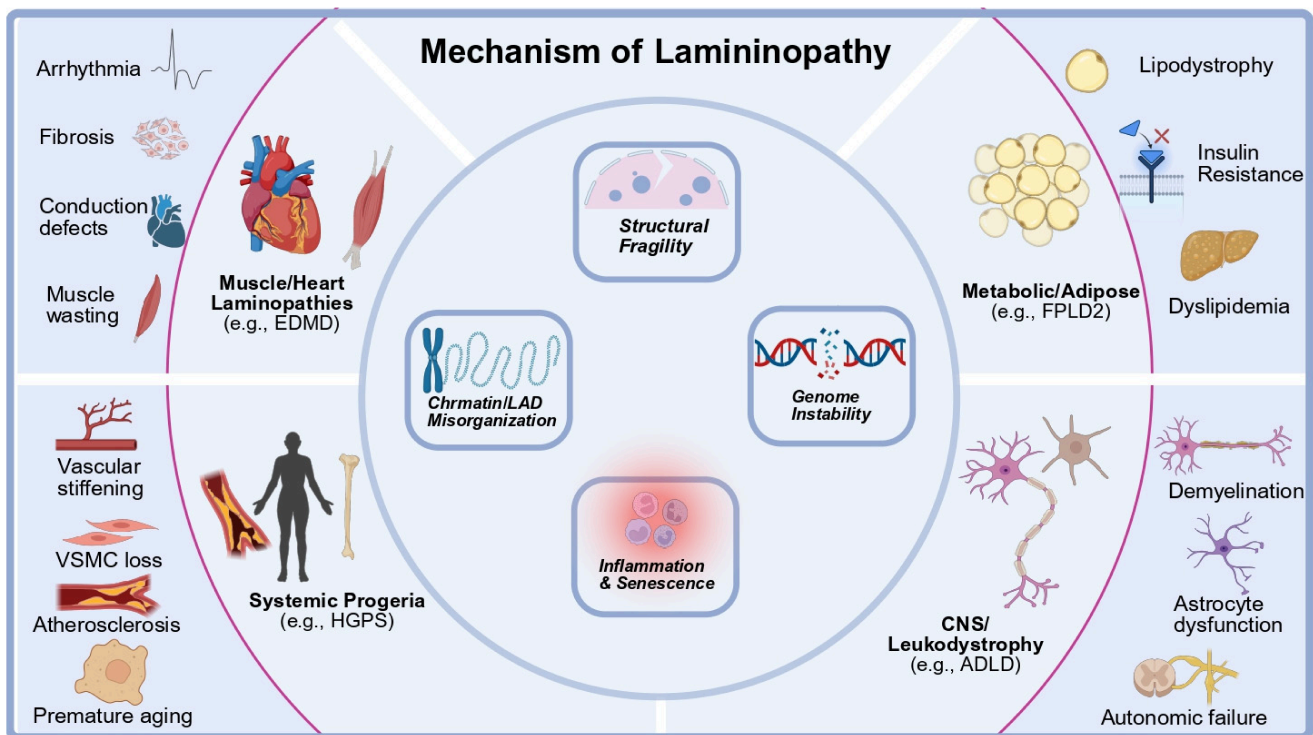 Mechanism of Lamininopathy
Arrhythmia
Fibrosis
Conduction
defects
Muscle
wasting
Muscle/Heart
Laminopathies
(e.g., EDMD)
Structural
Fragility
Chrmatin/LAD
Misorganization
Genome
Instability
Inflammation
& Senescence
Metabolic/Adipose
(e.g., FPLD2)
Lipodystrophy
Insulin
Resistance
Dyslipidemia
Vascular
stiffening
VSMC loss
Atherosclerosis
Premature aging
Systemic Progeria
(e.g., HGPS)
CNS/
Leukodystrophy
(e.g., ADLD)
Demyelination
Astrocyte
dysfunction
Autonomic failure